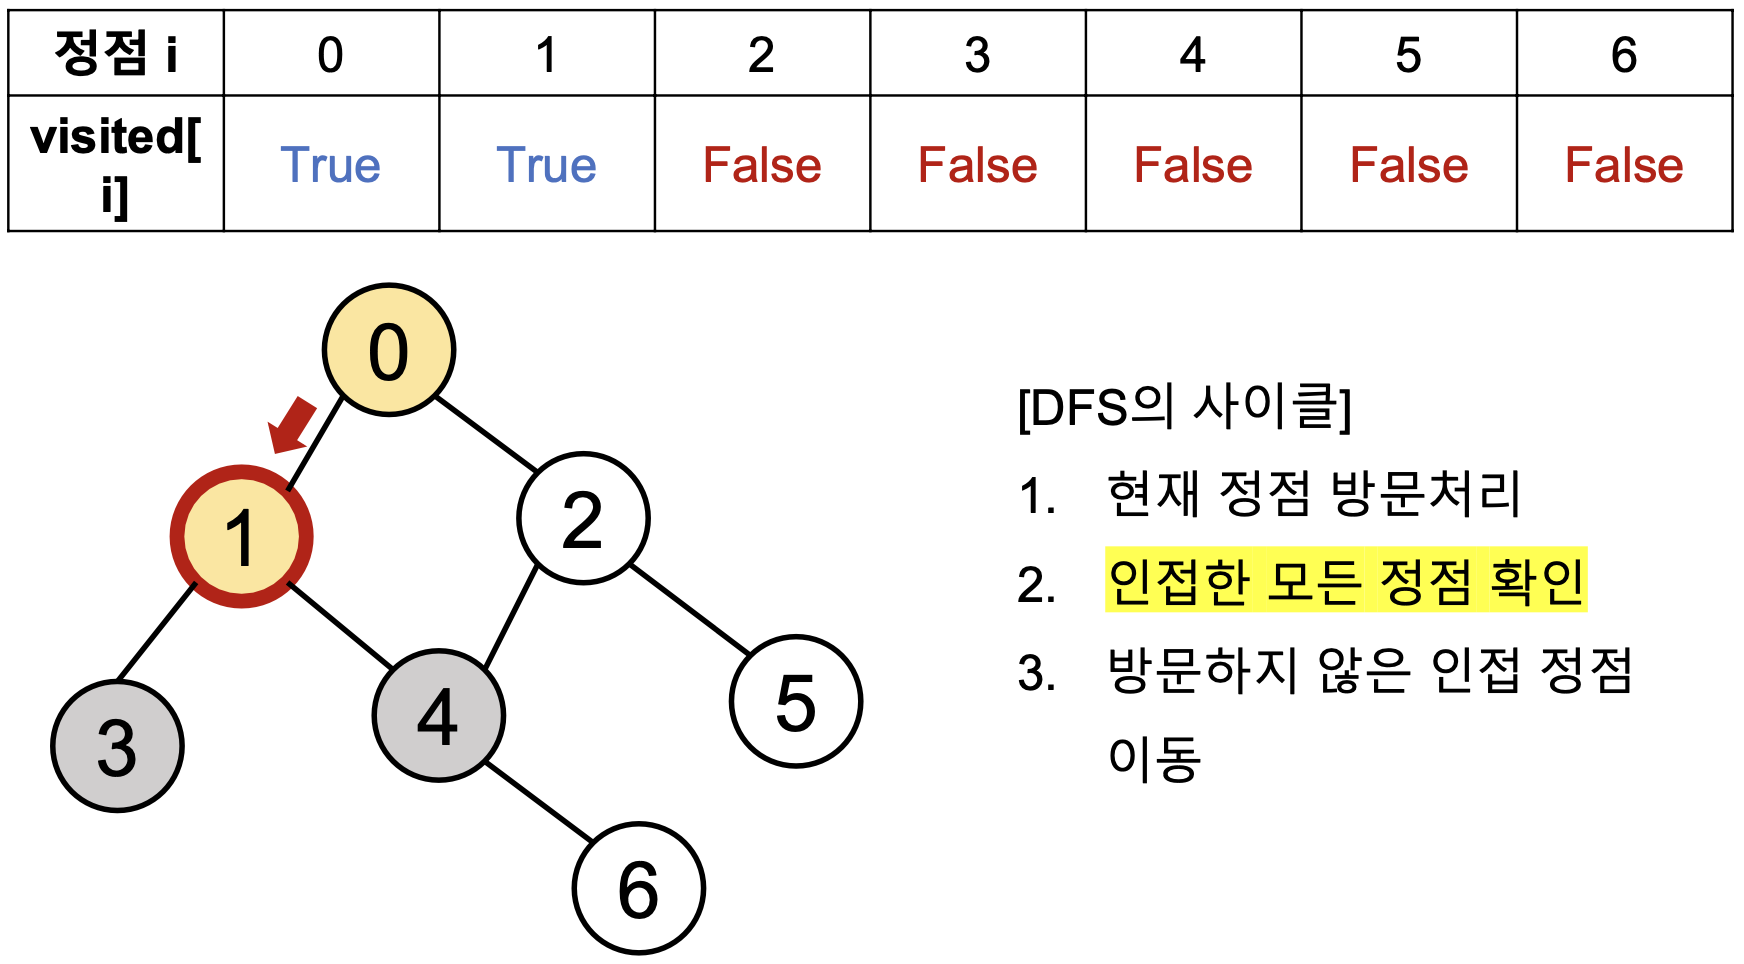 정점 i 0 1 2 3 4 5 6
visited[
i] True True False False False False False
0
1
2
3
4
5
6
[DFS의 사이클]
1. 현재 정점 방문처리
2. 인접한 모든 정점 확인
3. 방문하지 않은 인접 정점
이동